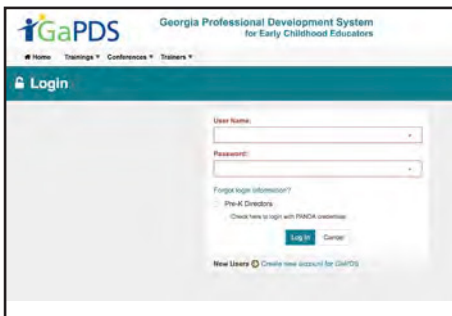 GaPDS
Georgia Professional Development System
for Early Childhood Educators
Home Trainings Conferences Trainers
Login
User Name:
Password:
Forgot login information?
Pre-K Directors
Check here to login with PANDA credentials
Log In Cancel
New Users Create new account for GaPDS